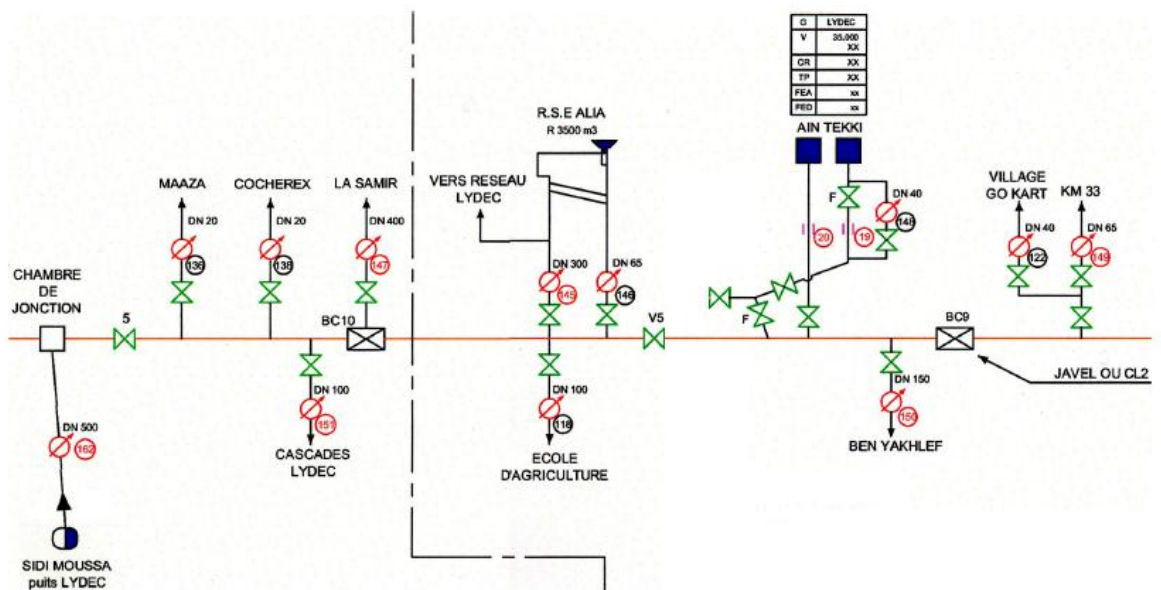 G LYDEC
V 35.000
XX
CR XX
TP XX
FEA xx
FED xx
AIN TEKKI
R.S.E ALIA
R 3500 m3
MAAZA
COCHEREX
LA SAMIR
VERS RESEAU
LYDEC
VILLAGE
GO KART
KM 33
DN 20
DN 20
DN 400
DN 40
F
DN 40
DN 65
136
138
147
148
20
19
122
149
CHAMBRE
DE
JONCTION
DN 300
DN 65
145
146
5
BC10
V5
F
BC9
JAVEL OU CL2
DN 100
DN 100
DN 150
151
118
150
DN 500
162
CASCADES
LYDEC
ECOLE
D'AGRICULTURE
BEN YAKHLEF
SIDI MOUSSA
puits LYDEC